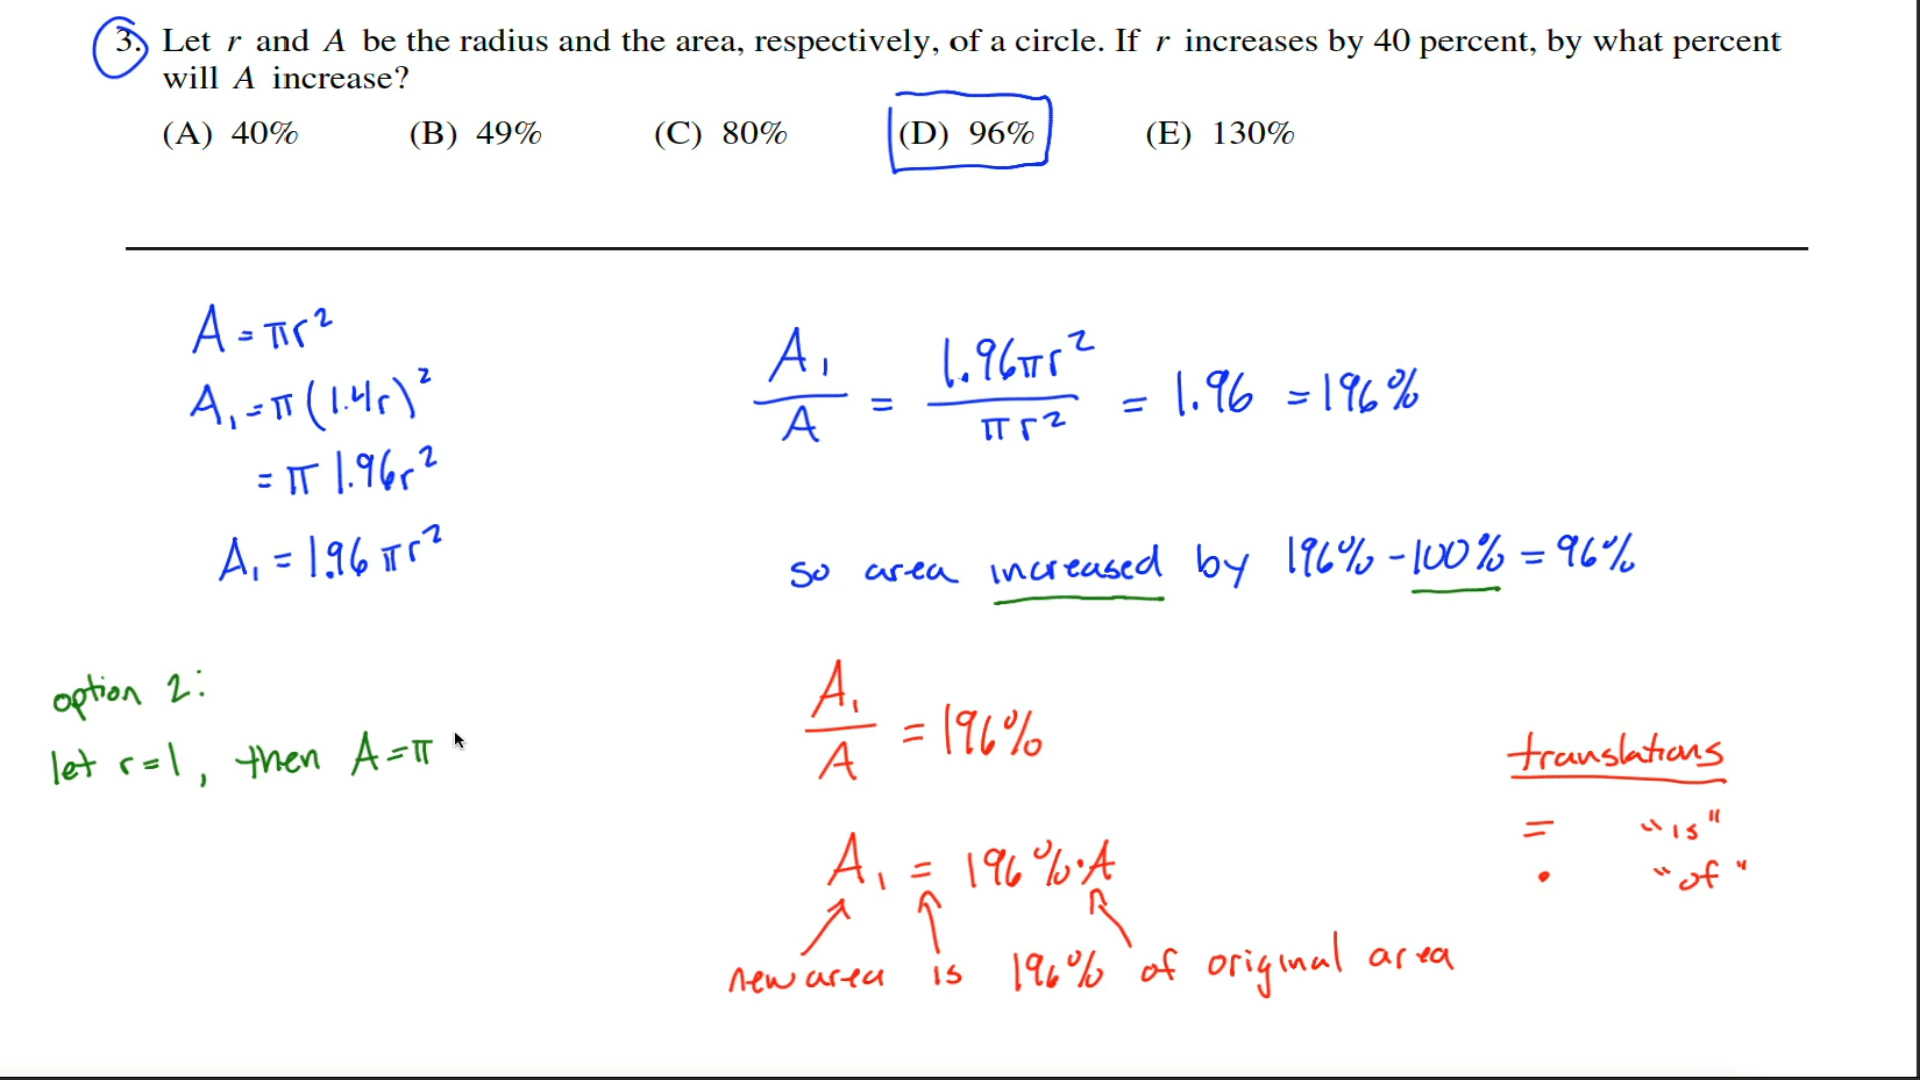 3. Let r and A be the radius and the area, respectively, of a circle. If r increases by 40 percent, by what percent
will A increase?
(A) 40% (B) 49% (C) 80% (D) 96% (E) 130%
A = πr²
A₁ = π(1.4r)²
= π 1.96r²
A₁ = 1.96 πr²
A₁/A = 1.96πr²/πr² = 1.96 = 196%
so area increased by 196% - 100% = 96%
option 2:
let r=1, then A=π
A₁/A = 196%
A₁ = 196%·A
new area is 196% of original area
translations
= "is"
· "of"